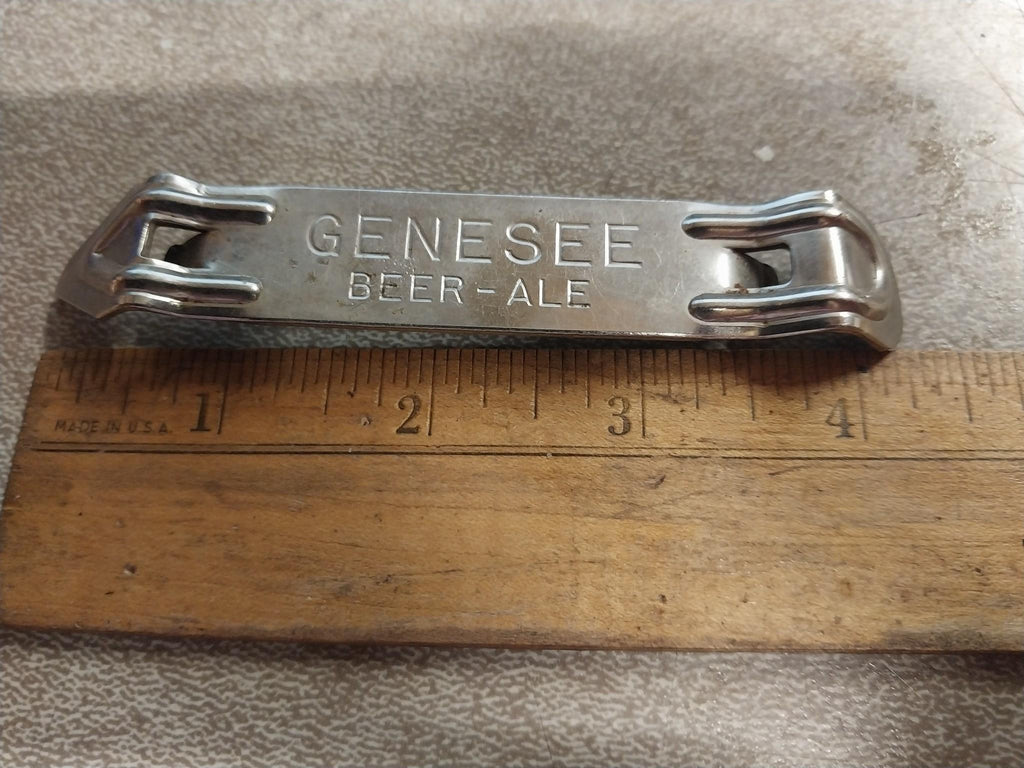 GENESEE
BEER-ALE
1 2 3 4
MADE IN U.S.A.